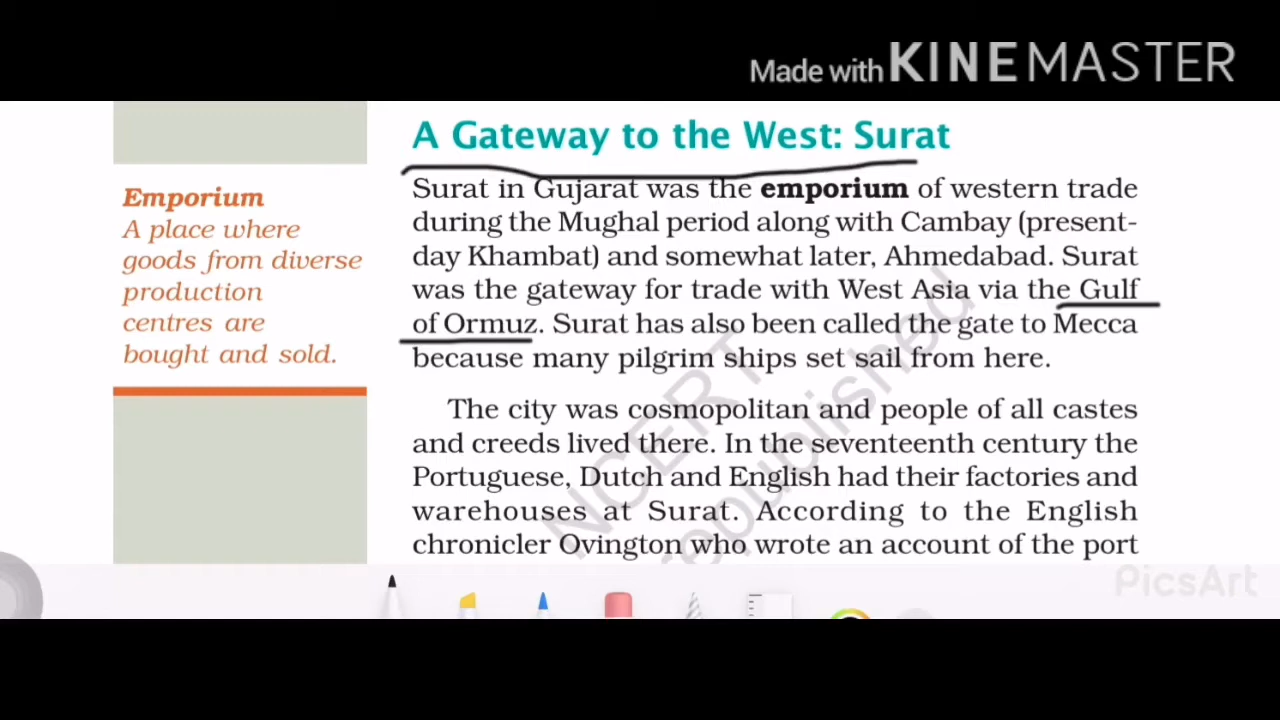 Made with KINEMASTER
A Gateway to the West: Surat
Emporium
A place where
goods from diverse
production
centres are
bought and sold.
Surat in Gujarat was the emporium of western trade
during the Mughal period along with Cambay (present-
day Khambat) and somewhat later, Ahmedabad. Surat
was the gateway for trade with West Asia via the Gulf
of Ormuz. Surat has also been called the gate to Mecca
because many pilgrim ships set sail from here.
The city was cosmopolitan and people of all castes
and creeds lived there. In the seventeenth century the
Portuguese, Dutch and English had their factories and
warehouses at Surat. According to the English
chronicler Ovington who wrote an account of the port
NCERT
republished
PicsArt